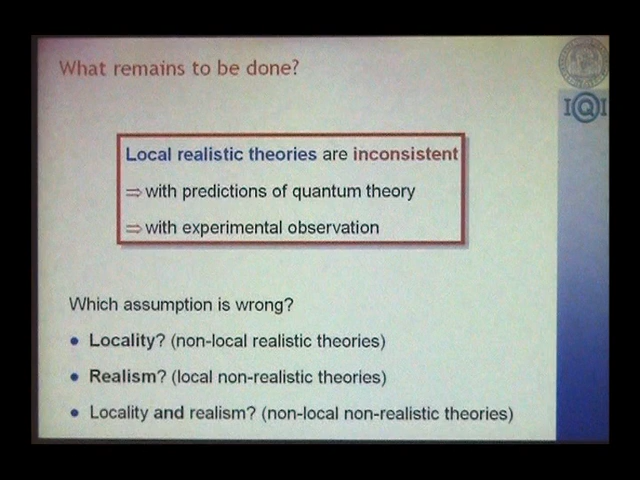 What remains to be done?
IQI
Local realistic theories are inconsistent
⇒ with predictions of quantum theory
⇒ with experimental observation
Which assumption is wrong?
• Locality? (non-local realistic theories)
• Realism? (local non-realistic theories)
• Locality and realism? (non-local non-realistic theories)